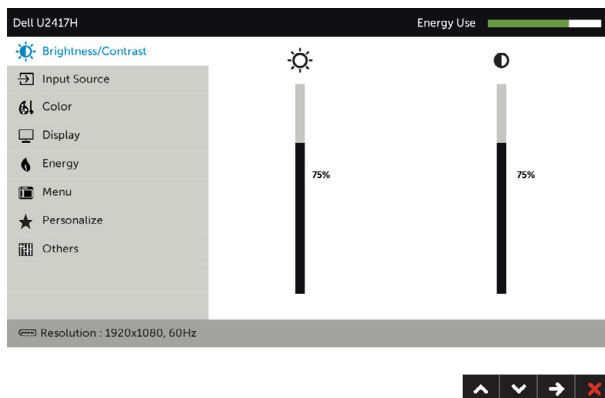 Dell U2417H
Energy Use
Brightness/Contrast
Input Source
Color
Display
Energy
Menu
Personalize
Others
75%
75%
Resolution : 1920x1080, 60Hz